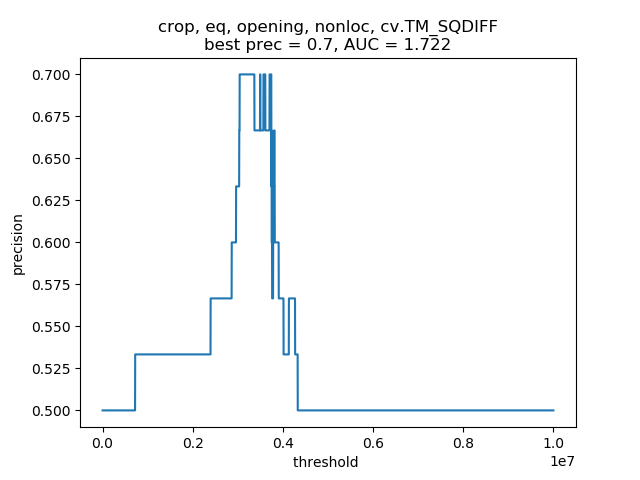 crop, eq, opening, nonloc, cv.TM_SQDIFF
best prec = 0.7, AUC = 1.722
0.700
0.675
0.650
0.625
0.600
0.575
0.550
0.525
0.500
precision
0.0 0.2 0.4 0.6 0.8 1.0
1e7
threshold